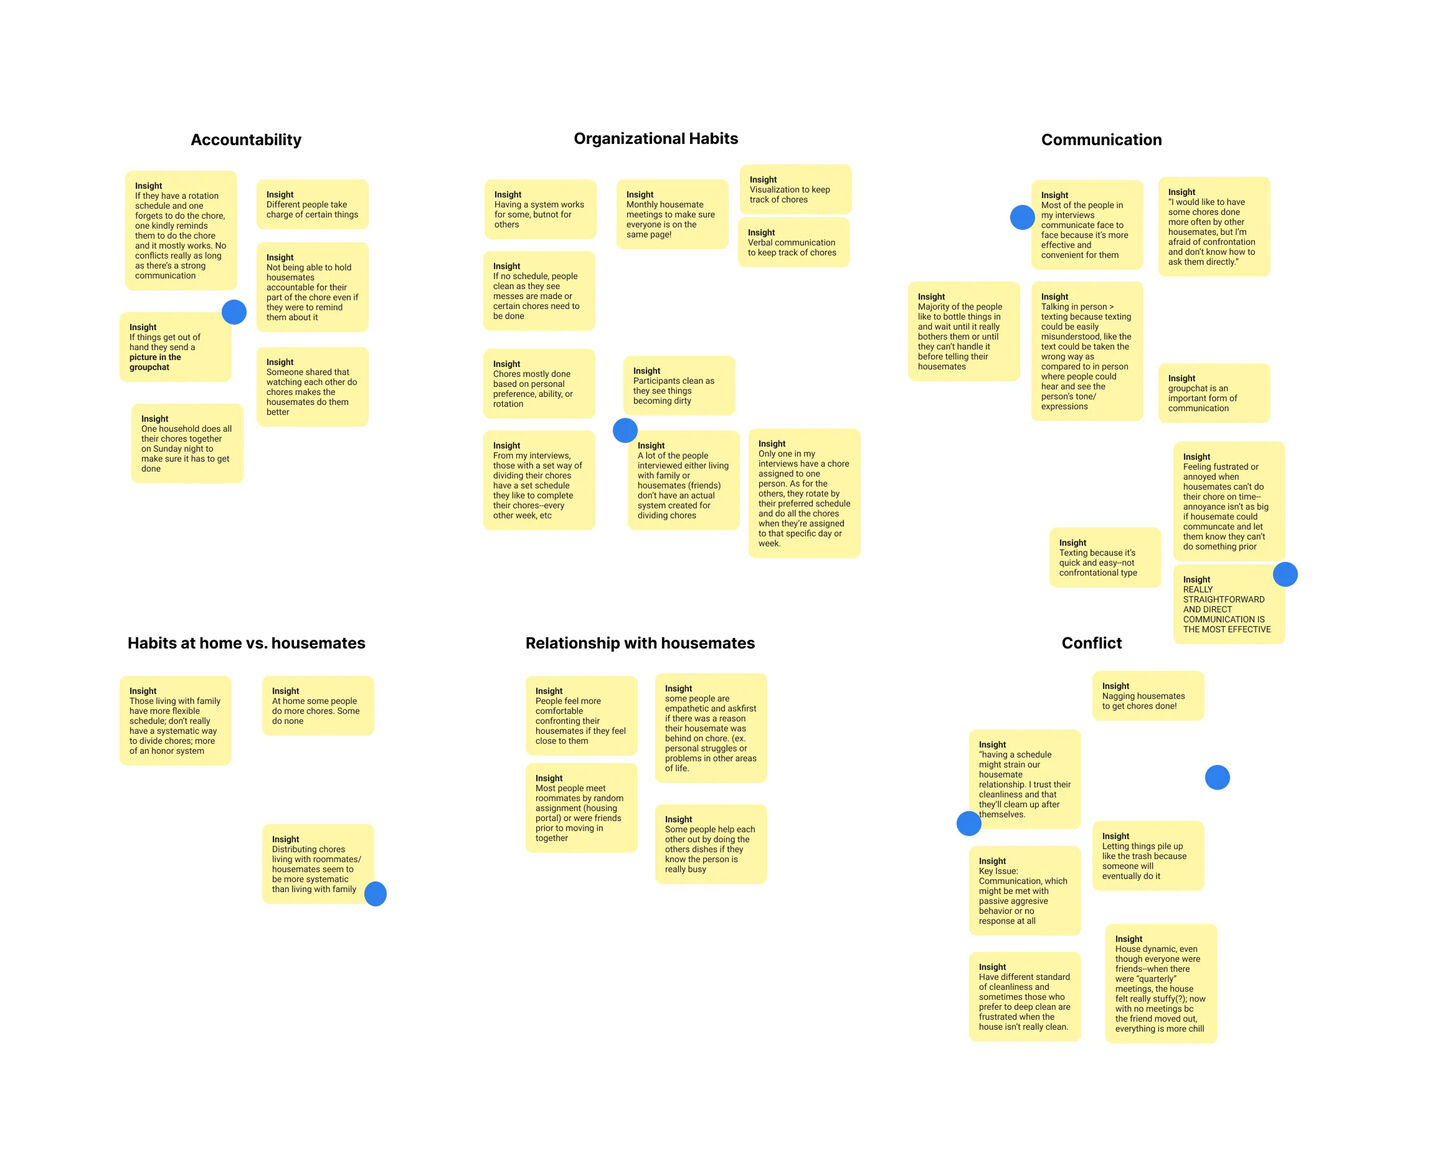 Accountability
Insight
If they have a rotation
schedule and one
forgets to do the chore,
one kindly reminds
them to do the chore
and it mostly works. No
conflicts really as long
as there's a strong
communication
Insight
Different people take
charge of certain things
Insight
Not being able to hold
housemates
accountable for their
part of the chore even if
they were to remind
them about it
Insight
If things get out of
hand they send a
picture in the
groupchat
Insight
Someone shared that
watching each other do
chores makes the
housemates do them
better
Insight
One household does all
their chores together
on Sunday night to
make sure it has to get
done
Organizational Habits
Insight
Having a system works
for some, butnot for
others
Insight
Monthly housemate
meetings to make sure
everyone is on the
same page!
Insight
Visualization to keep
track of chores
Insight
Verbal communication
to keep track of chores
Insight
If no schedule, people
clean as they see
messes are made or
certain chores need to
be done
Insight
Chores mostly done
based on personal
preference, ability, or
rotation
Insight
Participants clean as
they see things
becoming dirty
Insight
From my interviews,
those with a set way of
dividing their chores
have a set schedule
they like to complete
their chores--every
other week, etc
Insight
A lot of the people
interviewed either living
with family or
housemates (friends)
don't have an actual
system created for
dividing chores
Insight
Only one in my
interviews have a chore
assigned to one
person. As for the
others, they rotate by
their preferred schedule
and do all the chores
when they're assigned
to that specific day or
week.
Communication
Insight
Most of the people in
my interviews
communicate face to
face because it's more
effective and
convenient for them
Insight
"I would like to have
some chores done
more often by other
housemates, but I'm
afraid of confrontation
and don't know how to
ask them directly."
Insight
Majority of the people
like to bottle things in
and wait until it really
bothers them or until
they can't handle it
before telling their
housemates
Insight
Talking in person >
texting because texting
could be easily
misunderstood, like the
text could be taken the
wrong way as
compared to in person
where people could
hear and see the
person's tone/
expressions
Insight
groupchat is an
important form of
communication
Insight
Feeling fustrated or
annoyed when
housemates can't do
their chore on time--
annoyance isn't as big
if housemate could
communcate and let
them know they can't
do something prior
Insight
Texting because it's
quick and easy--not
confrontational type
Insight
REALLY
STRAIGHTFORWARD
AND DIRECT
COMMUNICATION IS
THE MOST EFFECTIVE
Habits at home vs. housemates
Insight
Those living with family
have more flexible
schedule; don't really
have a systematic way
to divide chores; more
of an honor system
Insight
At home some people
do more chores. Some
do none
Insight
Distributing chores
living with roommates/
housemates seem to
be more systematic
than living with family
Relationship with housemates
Insight
People feel more
comfortable
confronting their
housemates if they feel
close to them
Insight
some people are
empathetic and askfirst
if there was a reason
their housemate was
behind on chore. (ex.
personal struggles or
problems in other areas
of life.
Insight
Most people meet
roommates by random
assignment (housing
portal) or were friends
prior to moving in
together
Insight
Some people help each
other out by doing the
others dishes if they
know the person is
really busy
Conflict
Insight
Nagging housemates
to get chores done!
Insight
"having a schedule
might strain our
housemate
relationship. I trust their
cleanliness and that
they'll cleam up after
themselves.
Insight
Letting things pile up
like the trash because
someone will
eventually do it
Insight
Key Issue:
Communication, which
might be met with
passive aggresive
behavior or no
response at all
Insight
House dynamic, even
though everyone were
friends--when there
were "quarterly"
meetings, the house
felt really stuffy(?); now
with no meetings bc
the friend moved out,
everything is more chill
Insight
Have different standard
of cleanliness and
sometimes those who
prefer to deep clean are
frustrated when the
house isn't really clean.